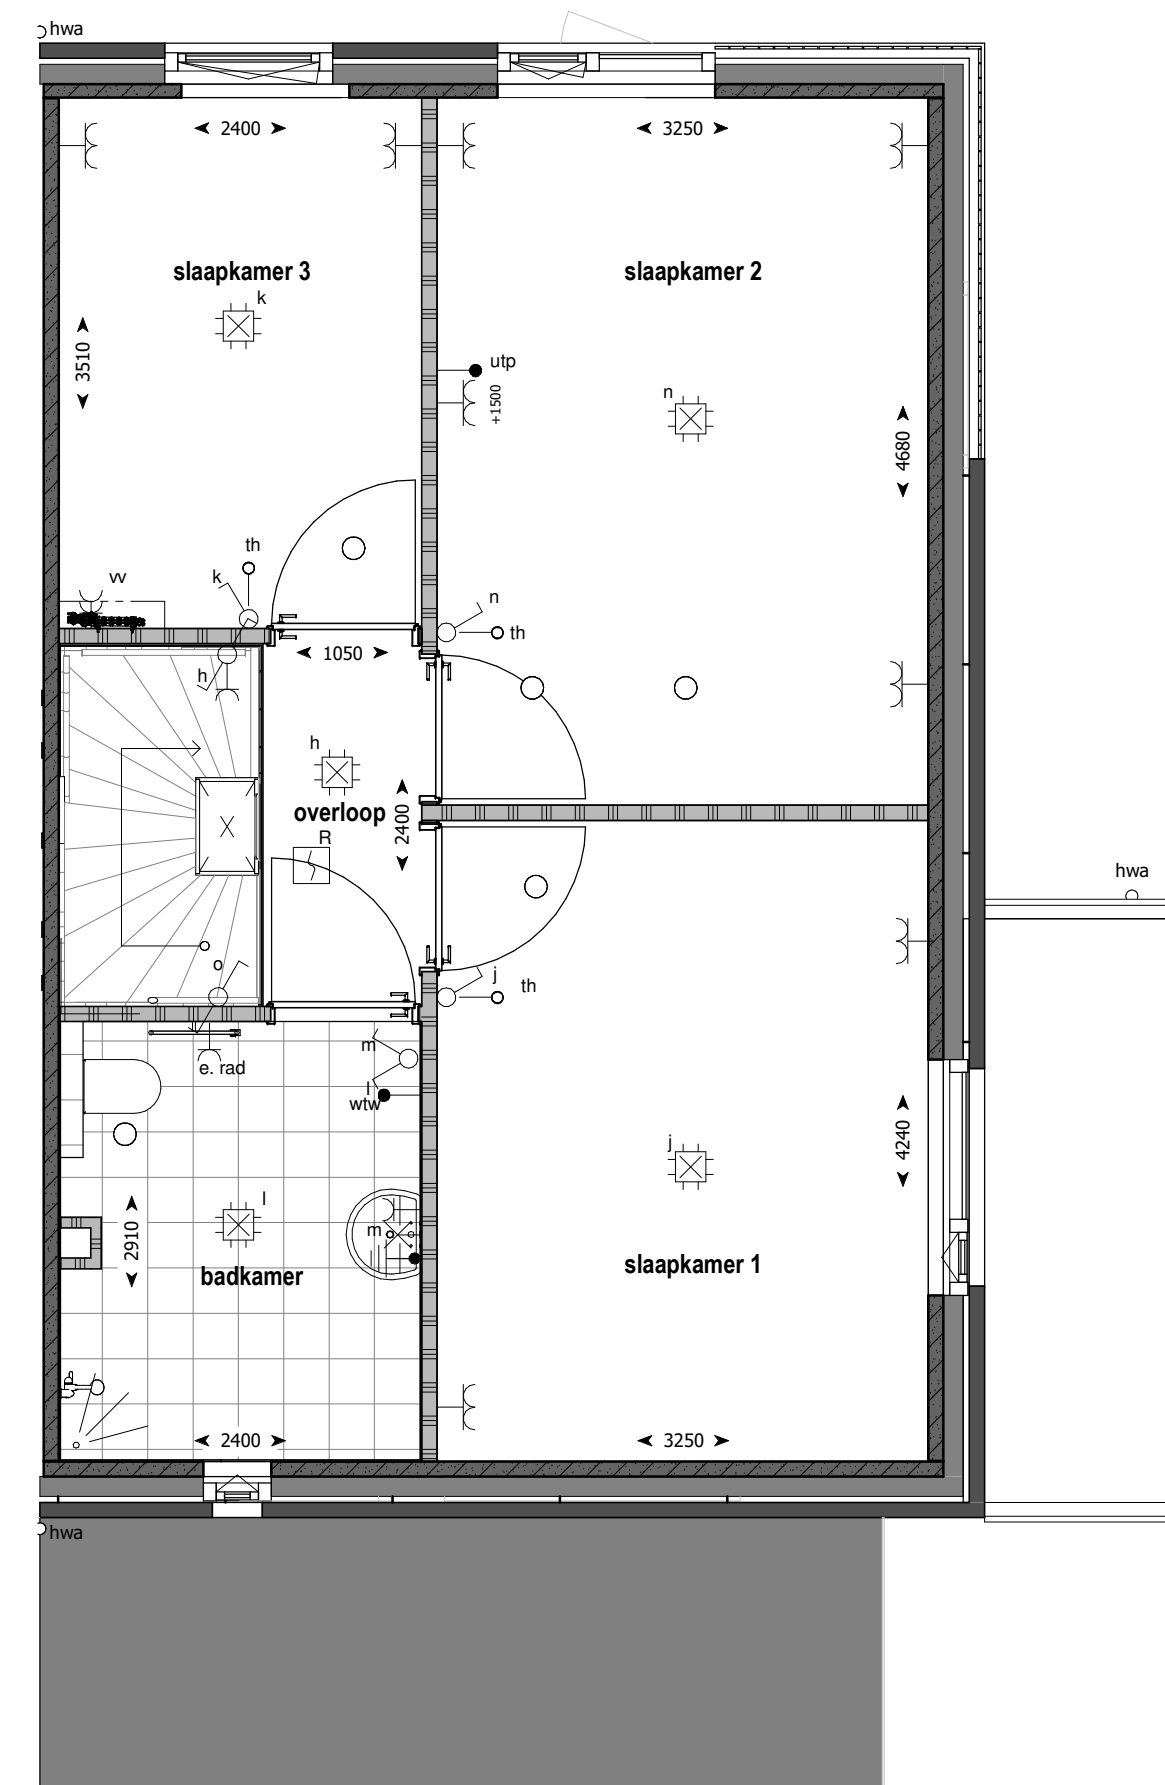 hwa
2400
3250
slaapkamer 3
slaapkamer 2
k
3510
utp
+1500
n
4680
th
k
vv
n
th
1050
h
h
overloop
2400
R
hwa
o
j
th
m
e. rad
l
wtw
4240
j
l
2910
m
badkamer
slaapkamer 1
2400
3250
hwa